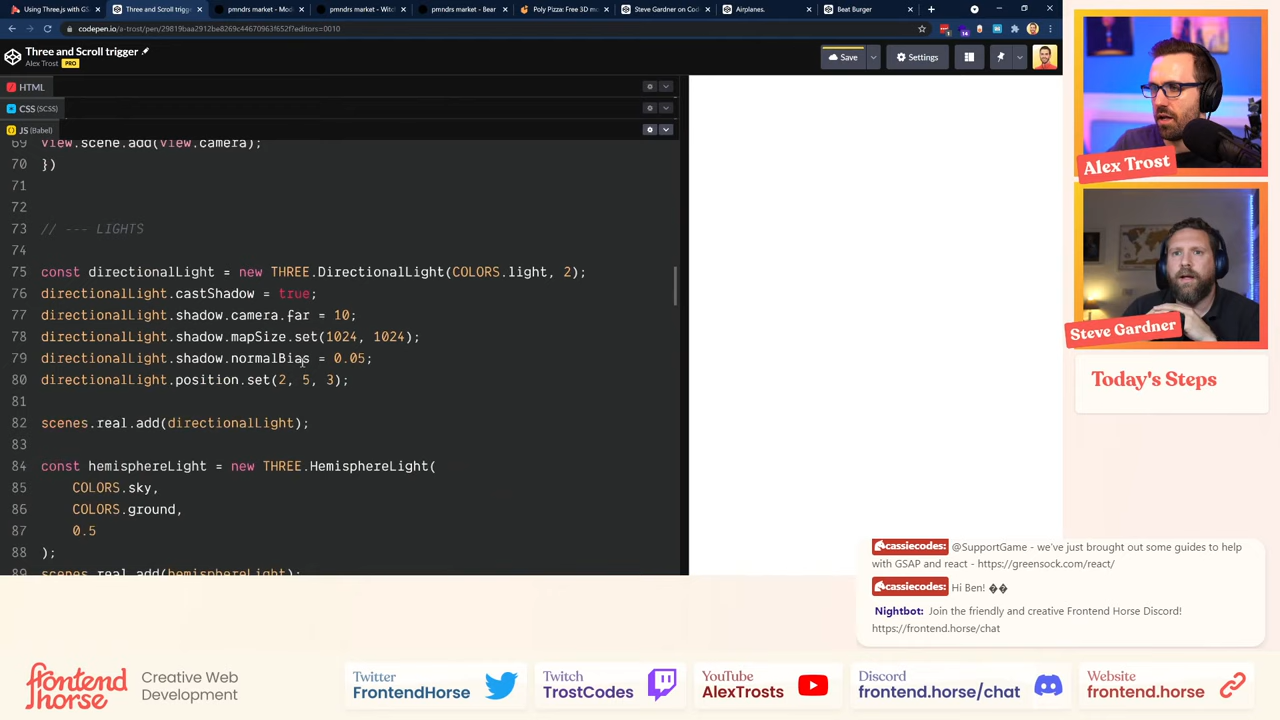 Using Three.js with GS
Three and Scroll trigg
pmndrs market - Mod
pmndrs market - Witc
pmndrs market - Bear
Poly Pizza: Free 3D m
Steve Gardner on Cod
Airplanes.
Beat Burger
codepen.io/a-trost/pen/29819baa2912be8269c44670963f652f?editors=0010
Three and Scroll trigger
Alex Trost PRO
Save
Settings
HTML
CSS (SCSS)
JS (Babel)
69 view.scene.add(view.camera);
70 })
71
72
73 // --- LIGHTS
74
75 const directionalLight = new THREE.DirectionalLight(COLORS.light, 2);
76 directionalLight.castShadow = true;
77 directionalLight.shadow.camera.far = 10;
78 directionalLight.shadow.mapSize.set(1024, 1024);
79 directionalLight.shadow.normalBias = 0.05;
80 directionalLight.position.set(2, 5, 3);
81
82 scenes.real.add(directionalLight);
83
84 const hemisphereLight = new THREE.HemisphereLight(
85 COLORS.sky,
86 COLORS.ground,
87 0.5
88 );
89 scenes.real.add(hemisphereLight);
Alex Trost
Steve Gardner
Today's Steps
cassiecodes: @SupportGame - we've just brought out some guides to help
with GSAP and react - https://greensock.com/react/
cassiecodes: Hi Ben! ��
Nightbot: Join the friendly and creative Frontend Horse Discord!
https://frontend.horse/chat
frontend
horse
Creative Web
Development
Twitter
FrontendHorse
Twitch
TrostCodes
YouTube
AlexTrosts
Discord
frontend.horse/chat
Website
frontend.horse